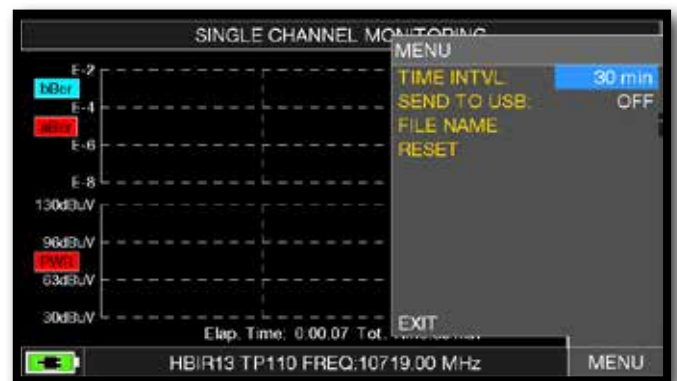 SINGLE CHANNEL MONITORING
MENU
TIME INTVL. 30 min
SEND TO USB: OFF
FILE NAME
RESET
EXIT
E-2
bBer
E-4
aBer
E-6
E-8
130dBuV
96dBuV
PWR
63dBuV
30dBuV
Elap. Time: 0:00.07 Tot.
HBIR13 TP110 FREQ:10719.00 MHz
MENU